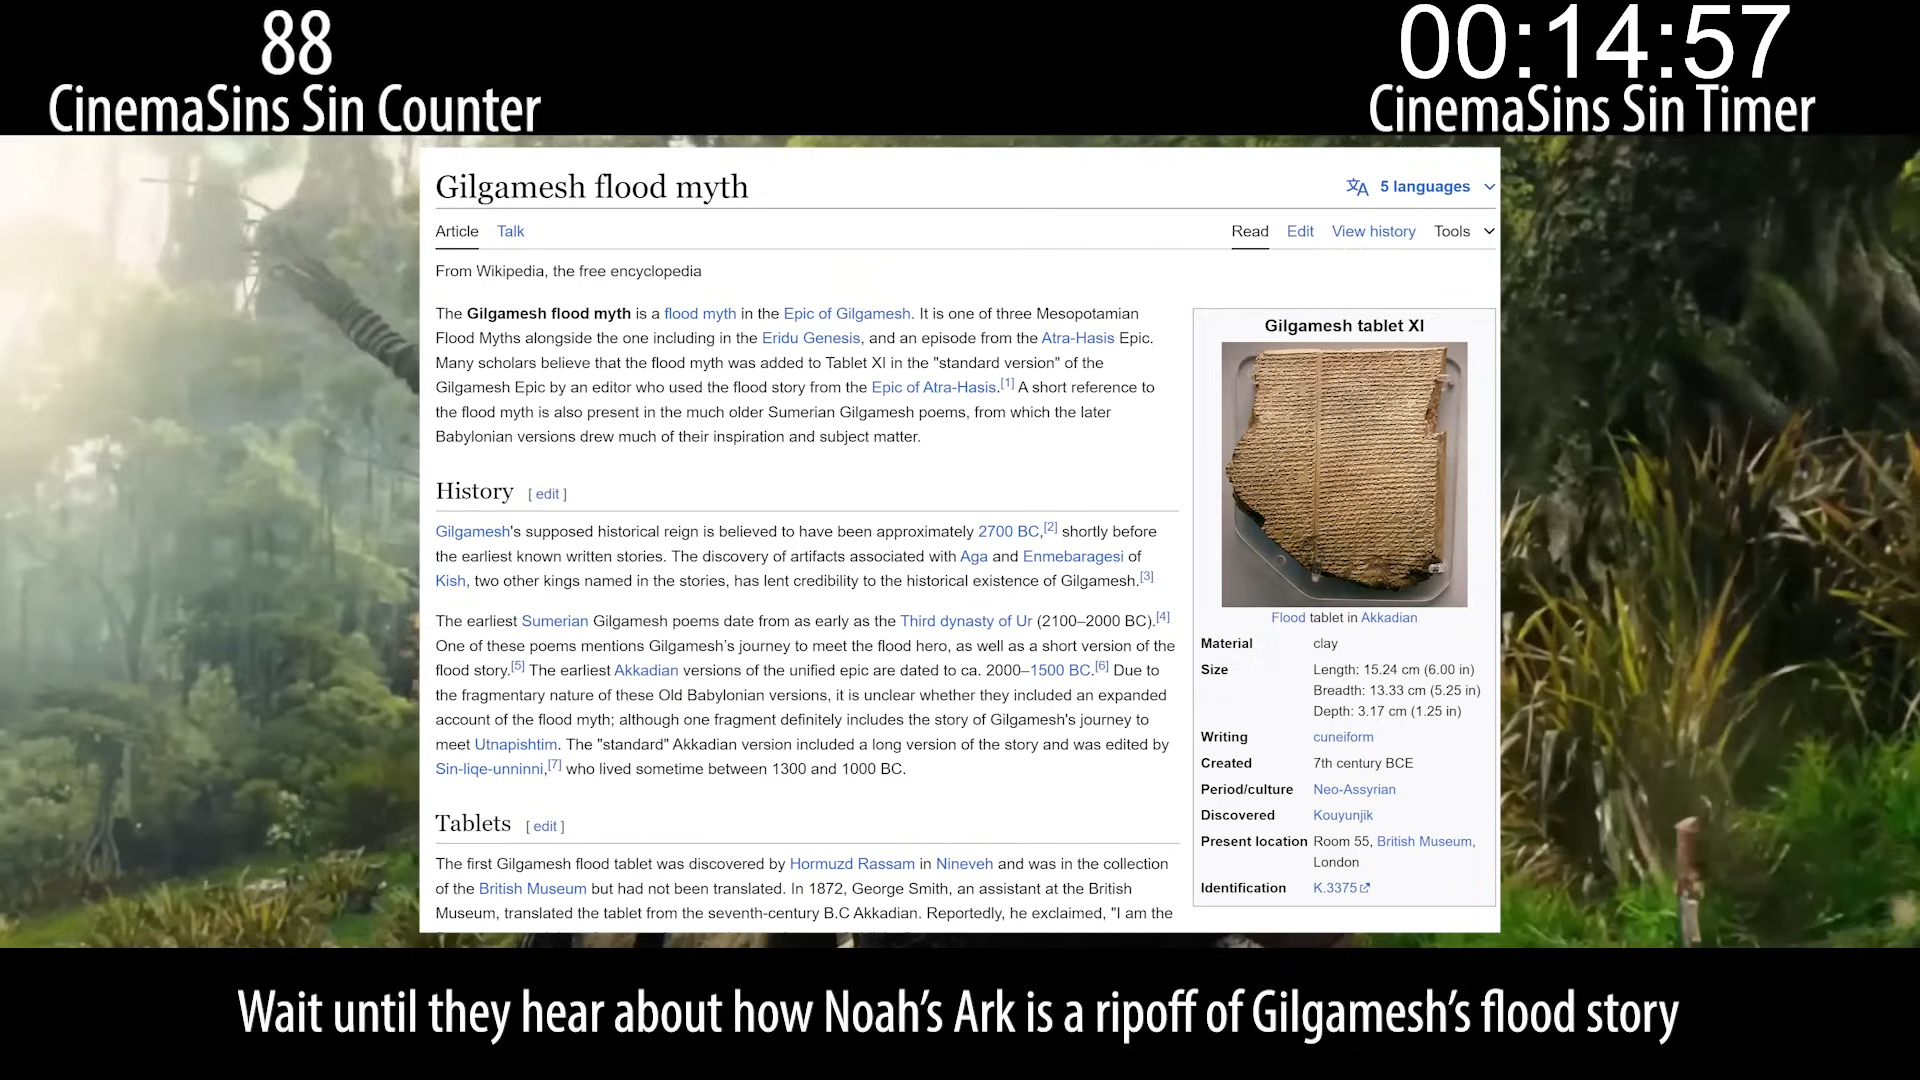 88
CinemaSins Sin Counter
00:14:57
CinemaSins Sin Timer
Gilgamesh flood myth
5 languages
Article Talk
Read Edit View history Tools
From Wikipedia, the free encyclopedia
The Gilgamesh flood myth is a flood myth in the Epic of Gilgamesh. It is one of three Mesopotamian
Flood Myths alongside the one including in the Eridu Genesis, and an episode from the Atra-Hasis Epic.
Many scholars believe that the flood myth was added to Tablet XI in the "standard version" of the
Gilgamesh Epic by an editor who used the flood story from the Epic of Atra-Hasis.[1] A short reference to
the flood myth is also present in the much older Sumerian Gilgamesh poems, from which the later
Babylonian versions drew much of their inspiration and subject matter.
History [ edit ]
Gilgamesh's supposed historical reign is believed to have been approximately 2700 BC,[2] shortly before
the earliest known written stories. The discovery of artifacts associated with Aga and Enmebaragesi of
Kish, two other kings named in the stories, has lent credibility to the historical existence of Gilgamesh.[3]
The earliest Sumerian Gilgamesh poems date from as early as the Third dynasty of Ur (2100–2000 BC).[4]
One of these poems mentions Gilgamesh's journey to meet the flood hero, as well as a short version of the
flood story.[5] The earliest Akkadian versions of the unified epic are dated to ca. 2000–1500 BC.[6] Due to
the fragmentary nature of these Old Babylonian versions, it is unclear whether they included an expanded
account of the flood myth; although one fragment definitely includes the story of Gilgamesh's journey to
meet Utnapishtim. The "standard" Akkadian version included a long version of the story and was edited by
Sin-liqe-unninni,[7] who lived sometime between 1300 and 1000 BC.
Tablets [ edit ]
The first Gilgamesh flood tablet was discovered by Hormuzd Rassam in Nineveh and was in the collection
of the British Museum but had not been translated. In 1872, George Smith, an assistant at the British
Museum, translated the tablet from the seventh-century B.C Akkadian. Reportedly, he exclaimed, "I am the
Gilgamesh tablet XI
Flood tablet in Akkadian
Material clay
Size Length: 15.24 cm (6.00 in)
Breadth: 13.33 cm (5.25 in)
Depth: 3.17 cm (1.25 in)
Writing cuneiform
Created 7th century BCE
Period/culture Neo-Assyrian
Discovered Kouyunjik
Present location Room 55, British Museum,
London
Identification K.3375
Wait until they hear about how Noah's Ark is a ripoff of Gilgamesh's flood story